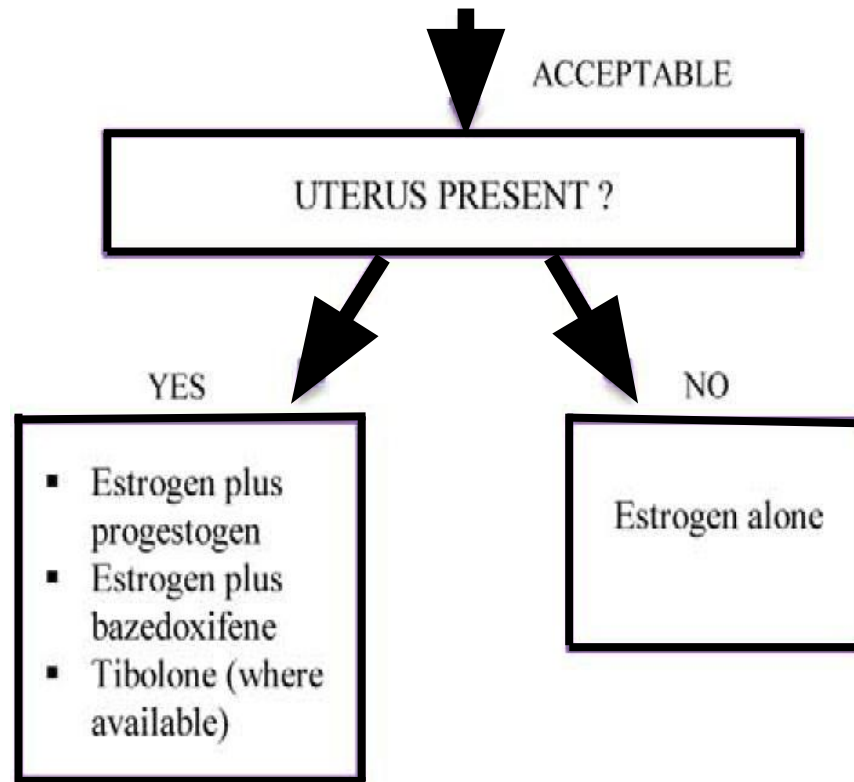 ACCEPTABLE
UTERUS PRESENT ?
YES
▪ Estrogen plus
progestogen
▪ Estrogen plus
bazedoxifene
▪ Tibolone (where
available)
NO
Estrogen alone